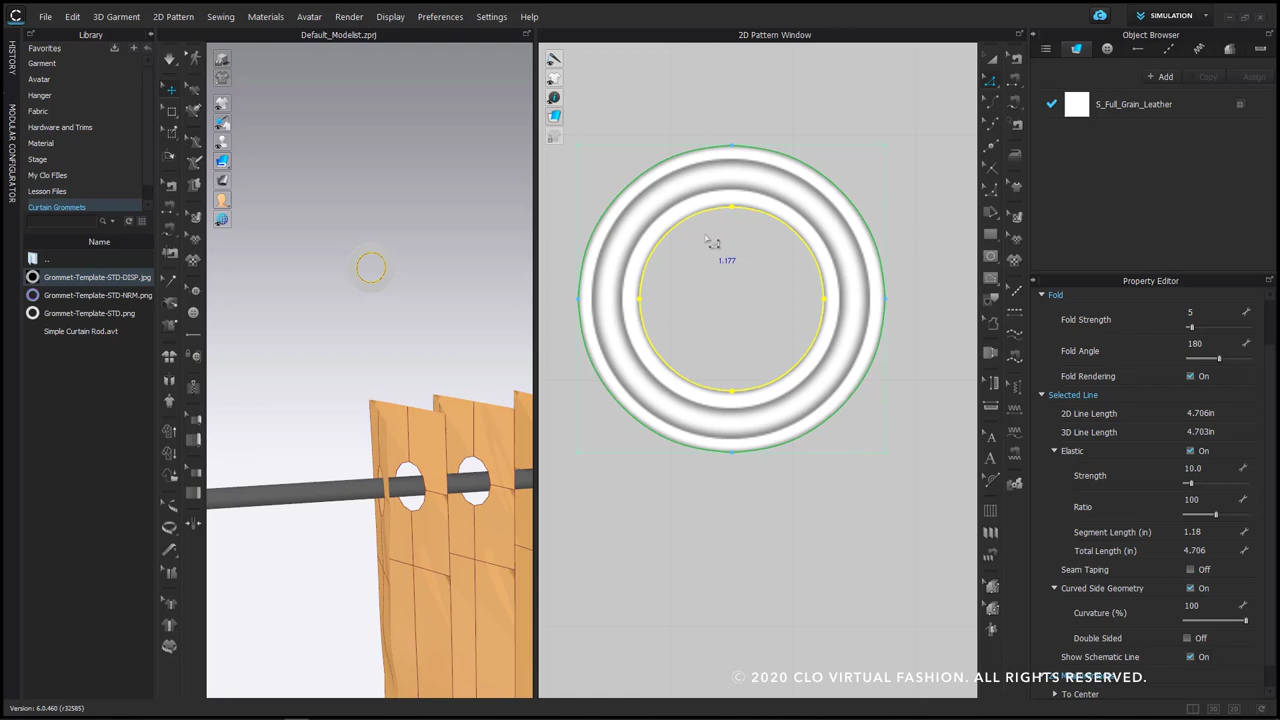 File Edit 3D Garment 2D Pattern Sewing Materials Avatar Render Display Preferences Settings Help
SIMULATION
Library
Default_Modelist.zprj
2D Pattern Window
Object Browser
HISTORY
MODULAR CONFIGURATOR
Favorites
Garment
Avatar
Hanger
Fabric
Hardware and Trims
Material
Stage
My Clo FIles
Lesson Files
Curtain Grommets
Name
..
Grommet-Template-STD-DISP.jpg
Grommet-Template-STD-NRM.png
Grommet-Template-STD.png
Simple Curtain Rod.avt
1.177
+ Add Copy Assign
S_Full_Grain_Leather
Property Editor
Fold
Fold Strength 5
Fold Angle 180
Fold Rendering On
Selected Line
2D Line Length 4.706in
3D Line Length 4.703in
Elastic On
Strength 10.0
Ratio 100
Segment Length (in) 1.18
Total Length (in) 4.706
Seam Taping Off
Curved Side Geometry On
Curvature (%) 100
Double Sided Off
Show Schematic Line On
To Center
© 2020 CLO VIRTUAL FASHION. ALL RIGHTS RESERVED.
Version: 6.0.460 (r32585)
3D 2D